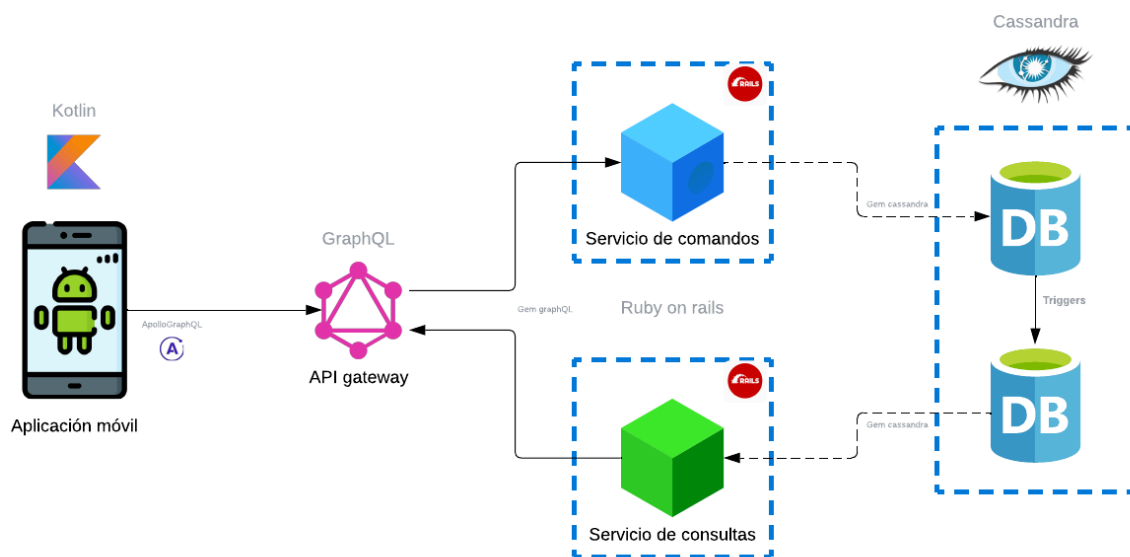 Cassandra
RAILS
Kotlin
Gem cassandra
DB
GraphQL
Servicio de comandos
Triggers
Gem graphQL
Ruby on rails
ApolloGraphQL
A
API gateway
RAILS
DB
Aplicación móvil
Gem cassandra
Servicio de consultas